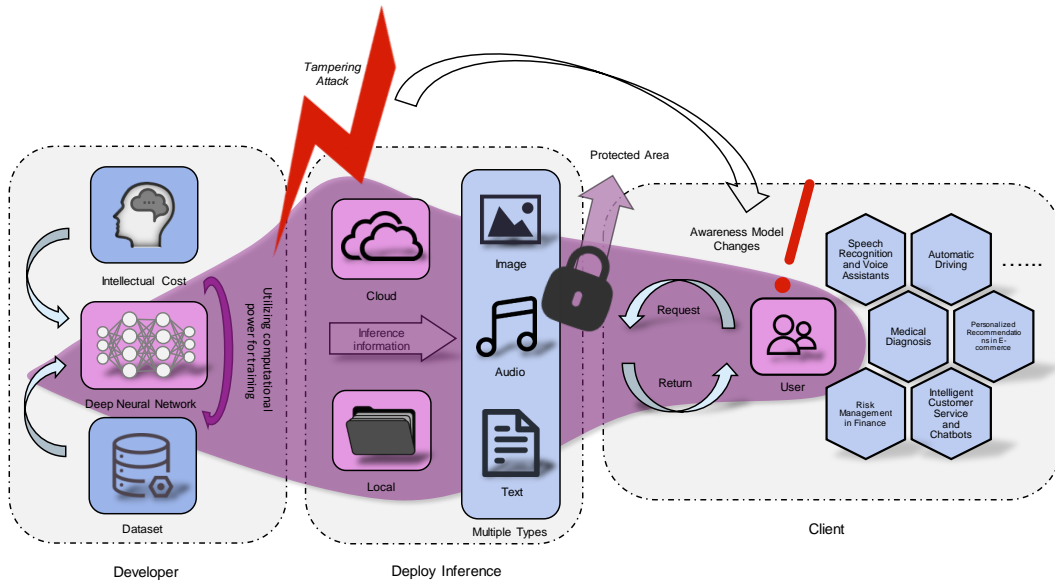 Tampering
Attack
Protected Area
Awareness Model
Changes
Intellectual Cost
Deep Neural Network
Dataset
Developer
Utilizing computational
power for training
Cloud
Inference
information
Local
Image
Audio
Text
Multiple Types
Deploy Inference
Request
Return
User
Speech
Recognition
and Voice
Assistants
Automatic
Driving
......
Medical
Diagnosis
Personalized
Recommendatio
ns in E-
commerce
Risk
Management
in Finance
Intelligent
Customer
Service
and
Chatbots
Client